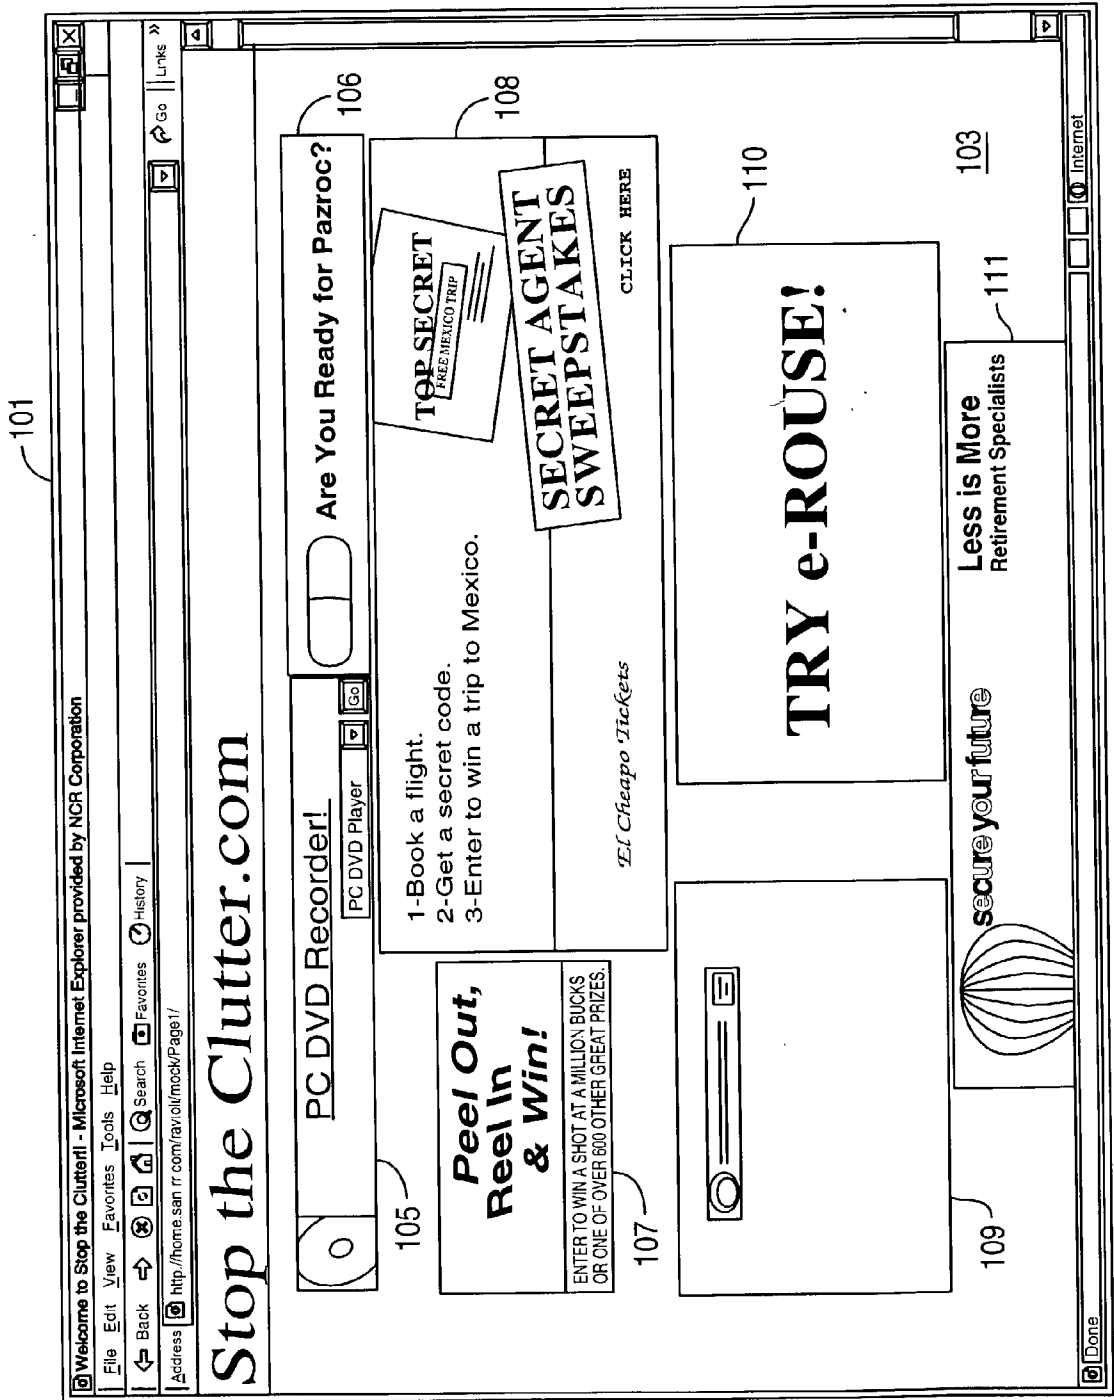 101
Welcome to Stop the Clutter!! - Microsoft Internet Explorer provided by NCR Corporation
File Edit View Favorites Tools Help
Back Search Favorites History
Address http://home.san rr com/ravioli/mock/Page1/ Go Links »
Stop the Clutter.com
PC DVD Recorder!
PC DVD Player Go
105
Are You Ready for Pazroc?
106
Peel Out,
Reel In
& Win!
ENTER TO WIN A SHOT AT A MILLION BUCKS
OR ONE OF OVER 600 OTHER GREAT PRIZES.
107
1-Book a flight.
2-Get a secret code.
3-Enter to win a trip to Mexico.
TOP SECRET
FREE MEXICO TRIP
SECRET AGENT
SWEEPSTAKES
El Cheapo Tickets
CLICK HERE
108
109
TRY e-ROUSE!
110
103
secure your future
Less is More
Retirement Specialists
111
Done Internet